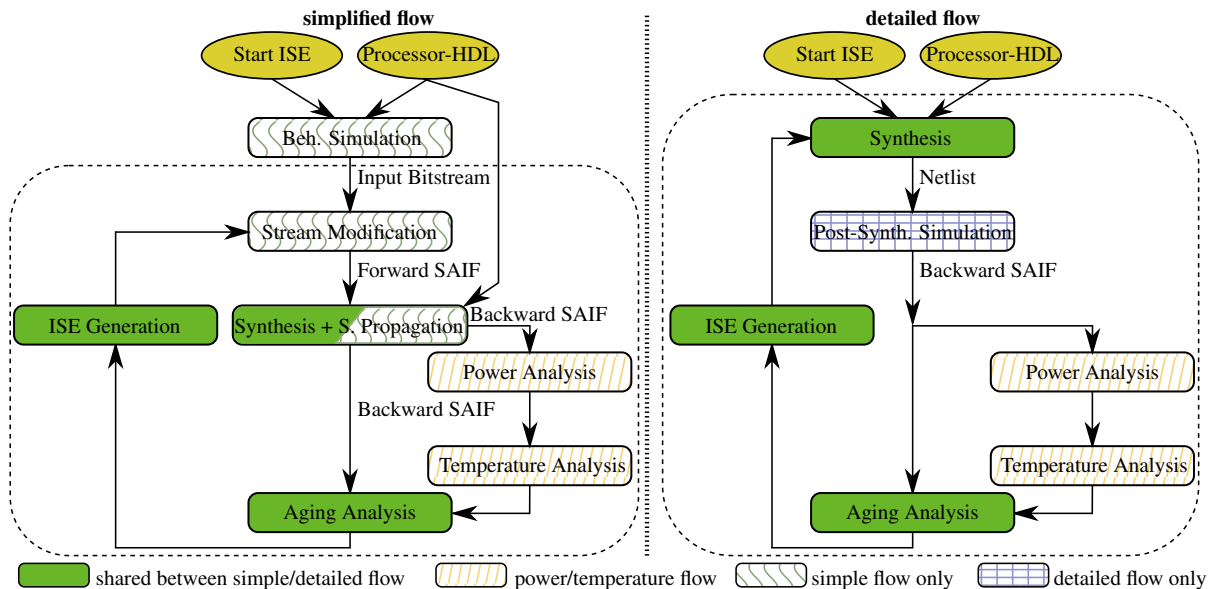 simplified flow
Start ISE
Processor-HDL
Beh. Simulation
Input Bitstream
Stream Modification
Forward SAIF
ISE Generation
Synthesis + S. Propagation
Backward SAIF
Power Analysis
Backward SAIF
Temperature Analysis
Aging Analysis
detailed flow
Start ISE
Processor-HDL
Synthesis
Netlist
Post-Synth. Simulation
Backward SAIF
ISE Generation
Power Analysis
Temperature Analysis
Aging Analysis
shared between simple/detailed flow
power/temperature flow
simple flow only
detailed flow only